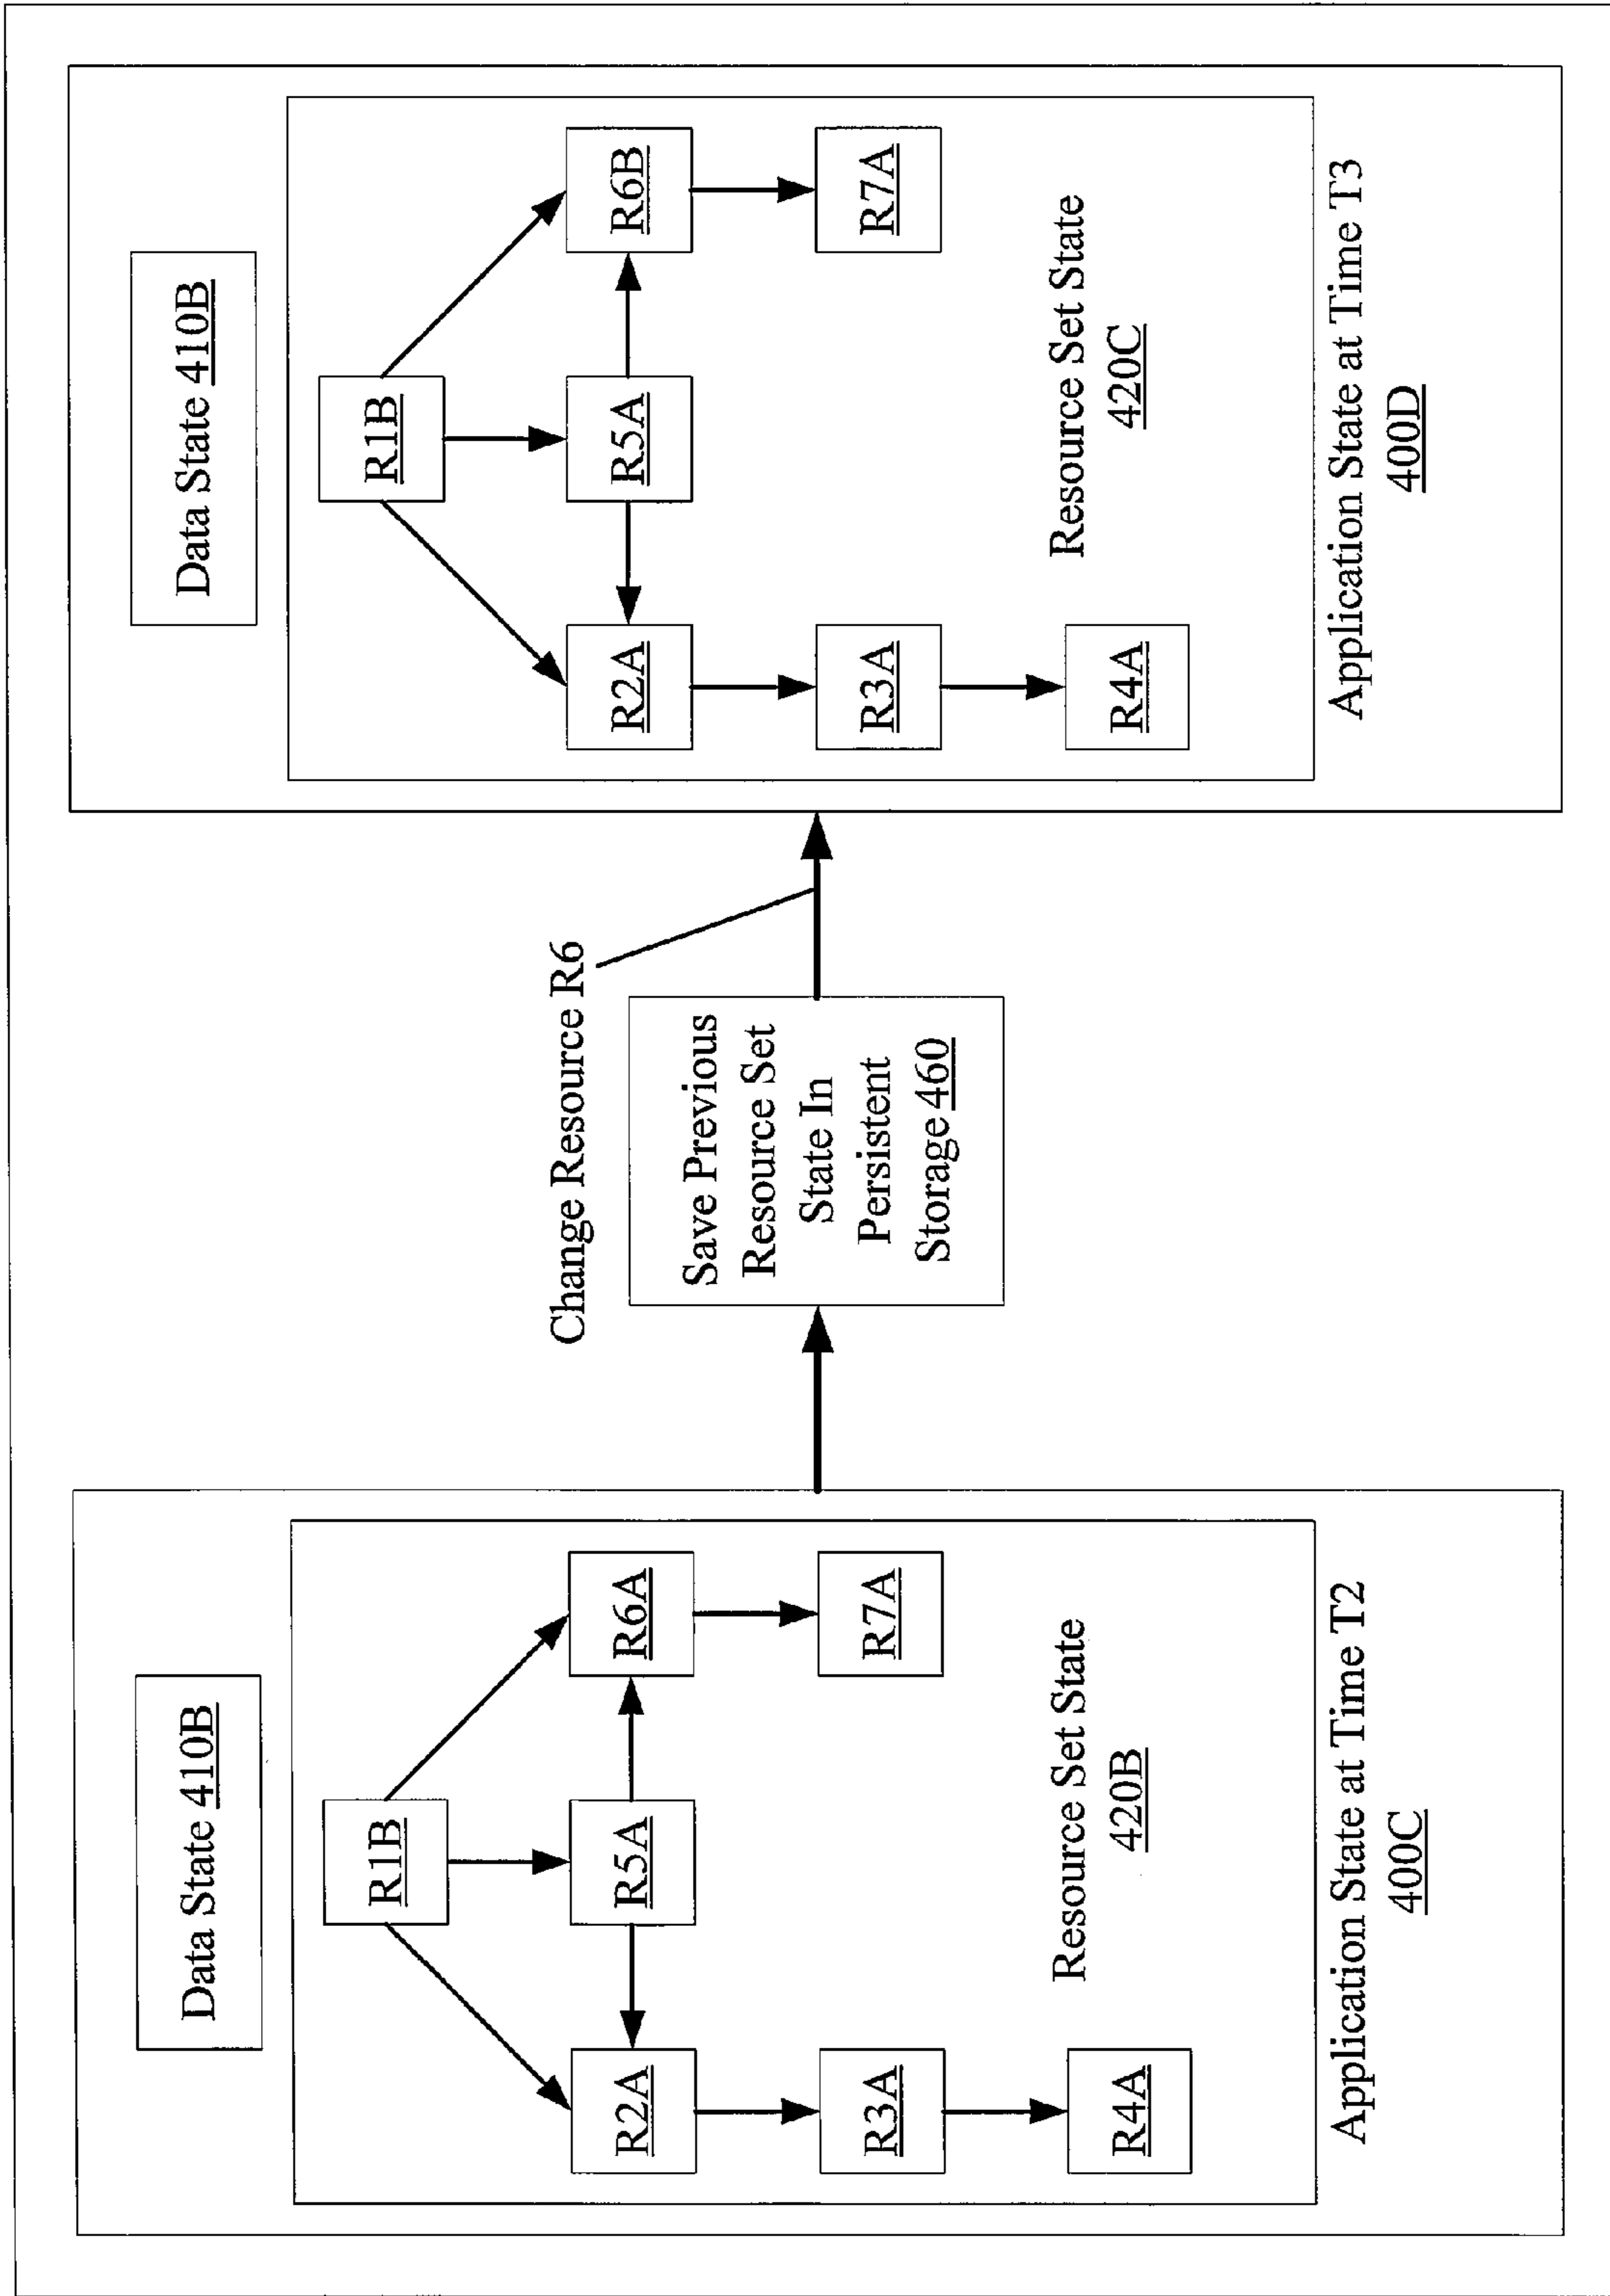 Data State 410B
R1B
R2A
R5A
R6A
R3A
R7A
R4A
Resource Set State
420B
Application State at Time T2
400C
Change Resource R6
Save Previous
Resource Set
State In
Persistent
Storage 460
Data State 410B
R1B
R2A
R5A
R6B
R3A
R7A
R4A
Resource Set State
420C
Application State at Time T3
400D